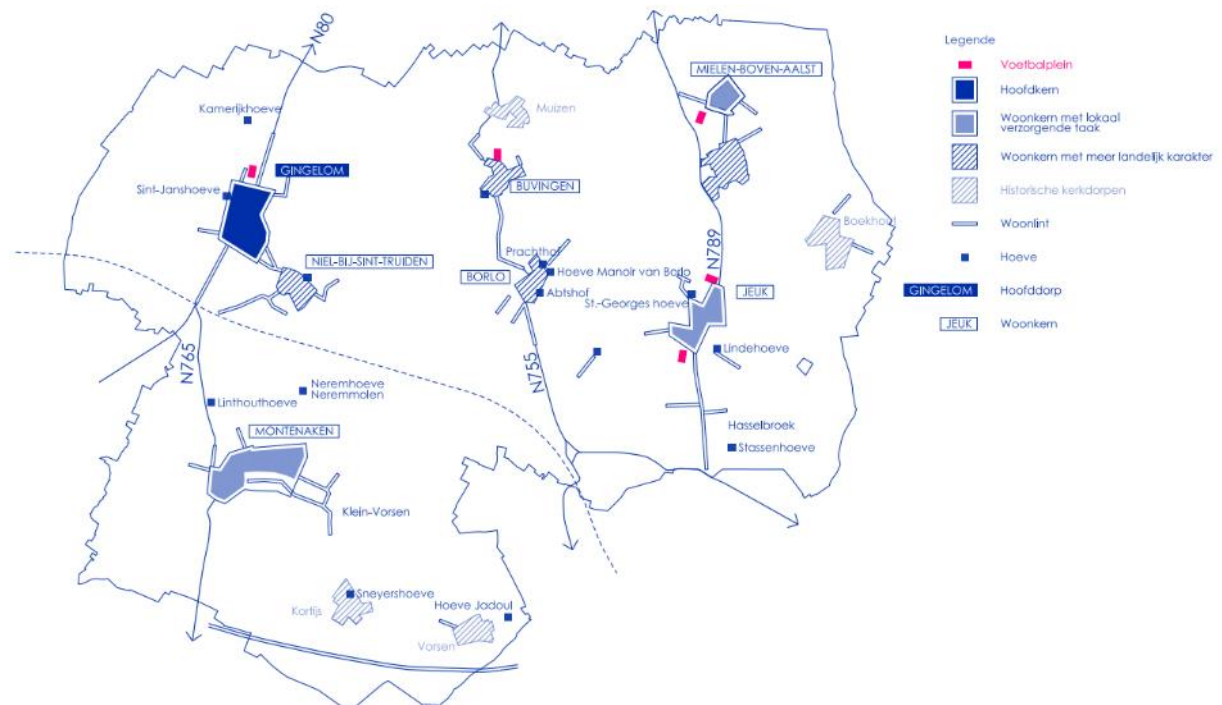 N80
Kamerlijkhoeve
GINGELOM
Sint-Janshoeve
NIEL-BIJ-SINT-TRUIDEN
N765
Neremhoeve
Neremmolen
Linthouthoeve
MONTENAKEN
Klein-Vorsen
Sneyershoeve
Kortijs
Hoeve Jadoul
Vorsen
Muizen
BUVINGEN
Prachthof
BORLO
Hoeve Manoir van Borlo
Abtshof
N755
MIELEN-BOVEN-AALST
Boekhout
N789
JEUK
St.-Georges hoeve
Lindehoeve
Hasselbroek
Stassenhoeve
Legende
Voetbalplein
Hoofdkern
Woonkern met lokaal
verzorgende taak
Woonkern met meer landelijk karakter
Historische kerkdorpen
Woonlint
Hoeve
GINGELOM
Hoofddorp
JEUK
Woonkern